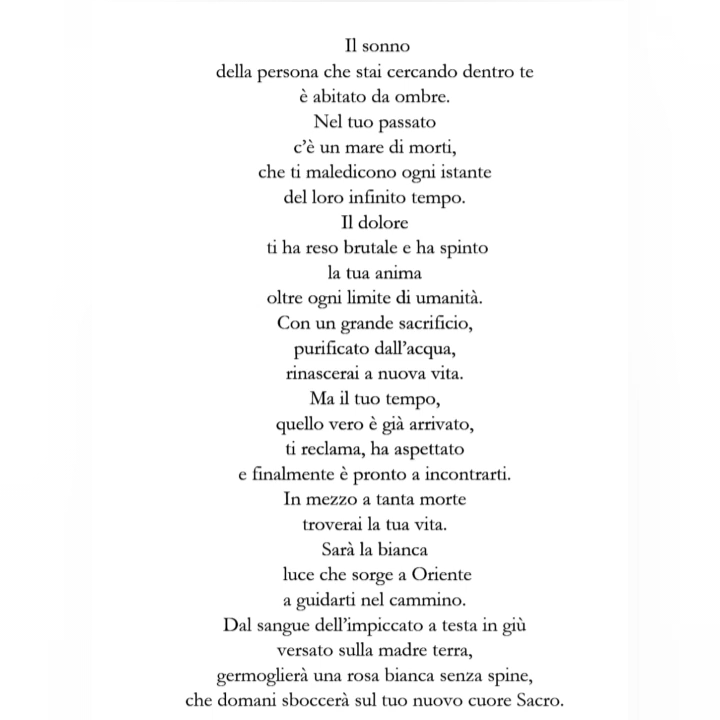 Il sonno
della persona che stai cercando dentro te
è abitato da ombre.
Nel tuo passato
c’è un mare di morti,
che ti maledicono ogni istante
del loro infinito tempo.
Il dolore
ti ha reso brutale e ha spinto
la tua anima
oltre ogni limite di umanità.
Con un grande sacrificio,
purificato dall’acqua,
rinascerai a nuova vita.
Ma il tuo tempo,
quello vero è già arrivato,
ti reclama, ha aspettato
e finalmente è pronto a incontrarti.
In mezzo a tanta morte
troverai la tua vita.
Sarà la bianca
luce che sorge a Oriente
a guidarti nel cammino.
Dal sangue dell’impiccato a testa in giù
versato sulla madre terra,
germoglierà una rosa bianca senza spine,
che domani sboccerà sul tuo nuovo cuore Sacro.